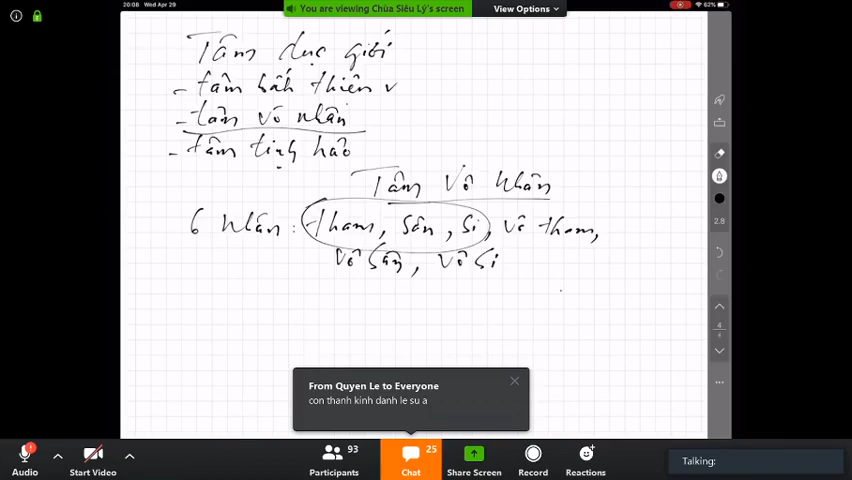 20:08 Wed Apr 29
You are viewing Chùa Siêu Lý's screen
View Options
62%
Tâm dục giới
- tâm bất thiện v
- tâm vô nhân
- tâm tịnh hảo
Tâm Vô Nhân
6 Nhân: Tham, Sân, Si, vô tham,
Vô Sân, Vô Si
2.8
4
From Quyen Le to Everyone
con thanh kinh danh le su a
93
25
Audio
Start Video
Participants
Chat
Share Screen
Record
Reactions
Talking: